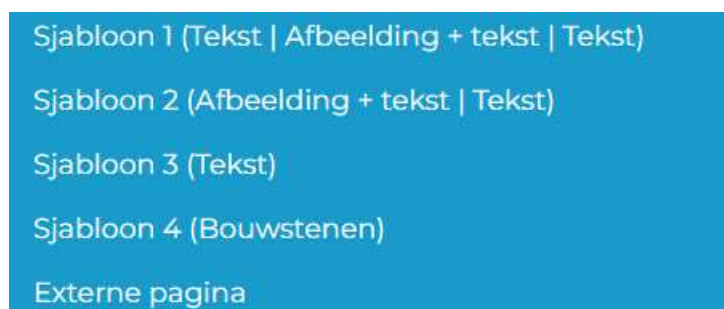 Sjabloon 1 (Tekst | Afbeelding + tekst | Tekst)
Sjabloon 2 (Afbeelding + tekst | Tekst)
Sjabloon 3 (Tekst)
Sjabloon 4 (Bouwstenen)
Externe pagina